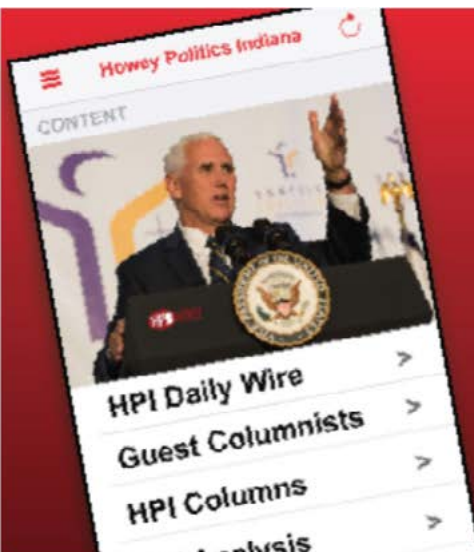 Howey Politics Indiana
CONTENT
HPI Daily Wire
Guest Columnists
HPI Columns